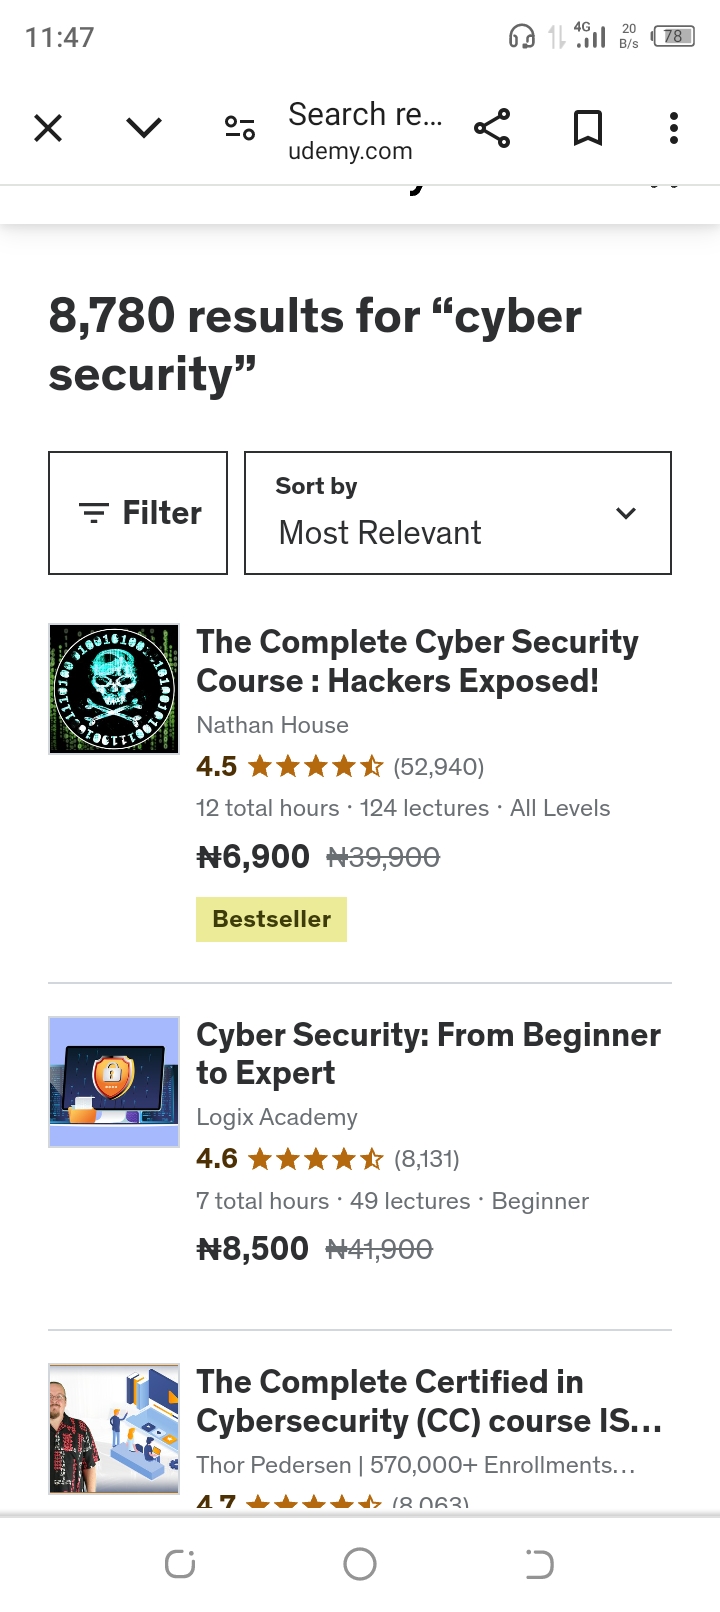 11:47
4G
20
B/s
78
Search re...
udemy.com
8,780 results for “cyber
security”
Filter
Sort by
Most Relevant
The Complete Cyber Security
Course : Hackers Exposed!
Nathan House
4.5 (52,940)
12 total hours · 124 lectures · All Levels
₦6,900 ₦39,900
Bestseller
Cyber Security: From Beginner
to Expert
Logix Academy
4.6 (8,131)
7 total hours · 49 lectures · Beginner
₦8,500 ₦41,900
The Complete Certified in
Cybersecurity (CC) course IS...
Thor Pedersen | 570,000+ Enrollments...
4.7 (8,063)